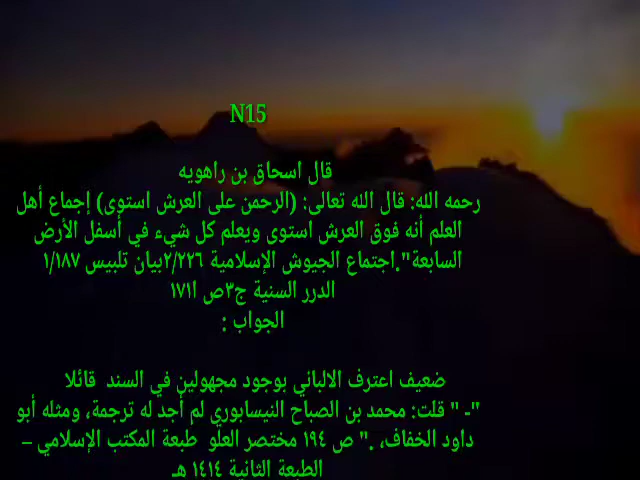 N15
قال اسحاق بن راهويه
رحمه الله: قال الله تعالى: (الرحمن على العرش استوى) إجماع أهل
العلم أنه فوق العرش استوى ويعلم كل شيء في أسفل الأرض
السابعة".اجتماع الجيوش الإسلامية ٢/٢٢٦بيان تلبيس ١/١٨٧
الدرر السنية ج٣ص ١٧١ا
الجواب :
ضعيف اعترف الالباني بوجود مجهولين في السند قائلا
"- " قلت: محمد بن الصباح النيسابوري لم أجد له ترجمة، ومثله أبو
داود الخفاف، ." ص ١٩٤ مختصر العلو طبعة المكتب الإسلامي –
الطبعة الثانية ١٤١٤ هـ